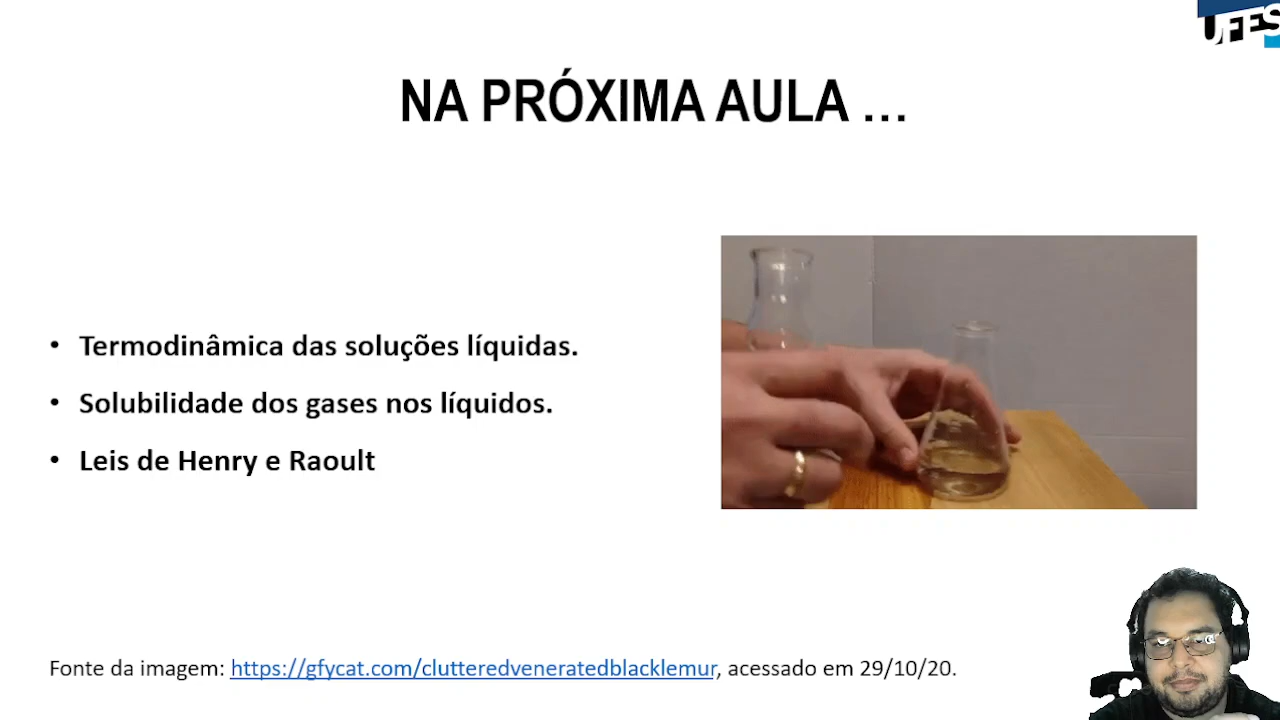 UFES
NA PRÓXIMA AULA ...
• Termodinâmica das soluções líquidas.
• Solubilidade dos gases nos líquidos.
• Leis de Henry e Raoult
Fonte da imagem: https://gfycat.com/clutteredveneratedblacklemur, acessado em 29/10/20.